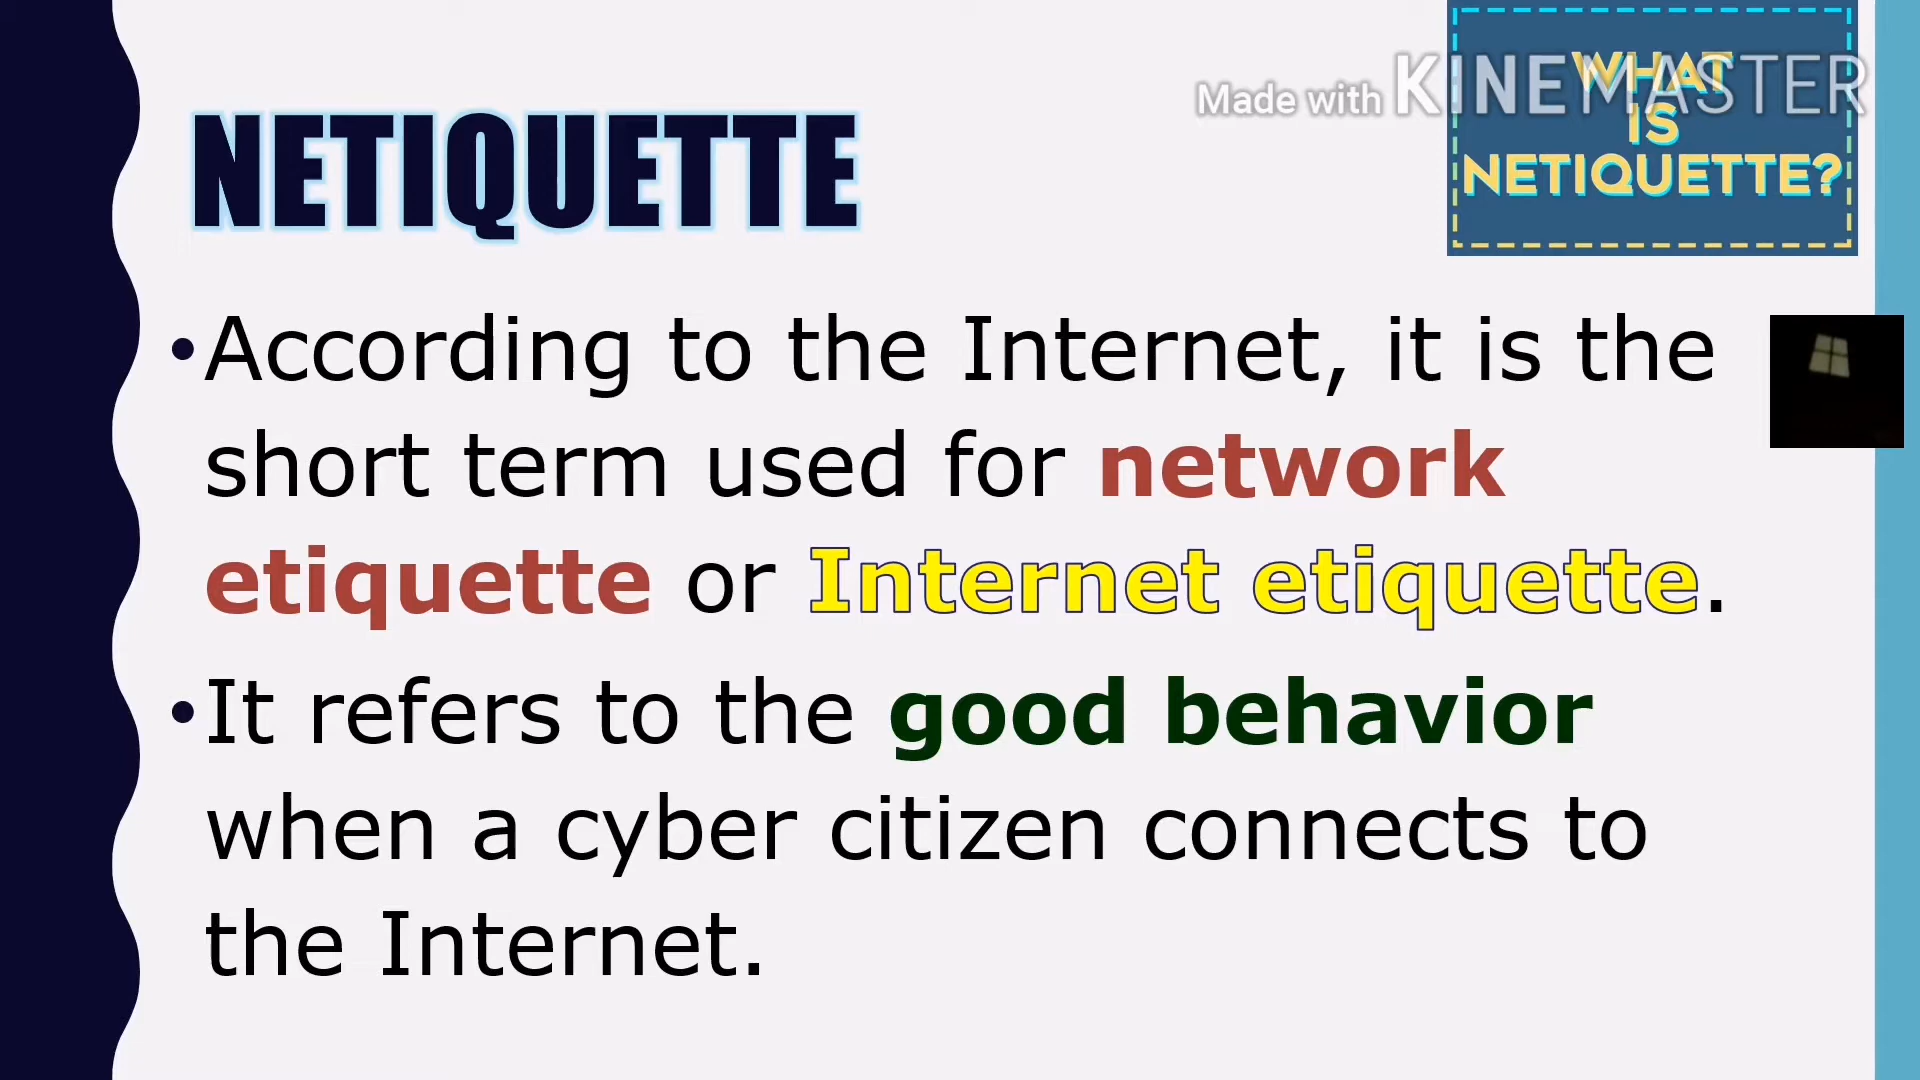 Made with KINEMASTER
WHAT
IS
NETIQUETTE?
NETIQUETTE
•According to the Internet, it is the
short term used for network
etiquette or Internet etiquette.
•It refers to the good behavior
when a cyber citizen connects to
the Internet.